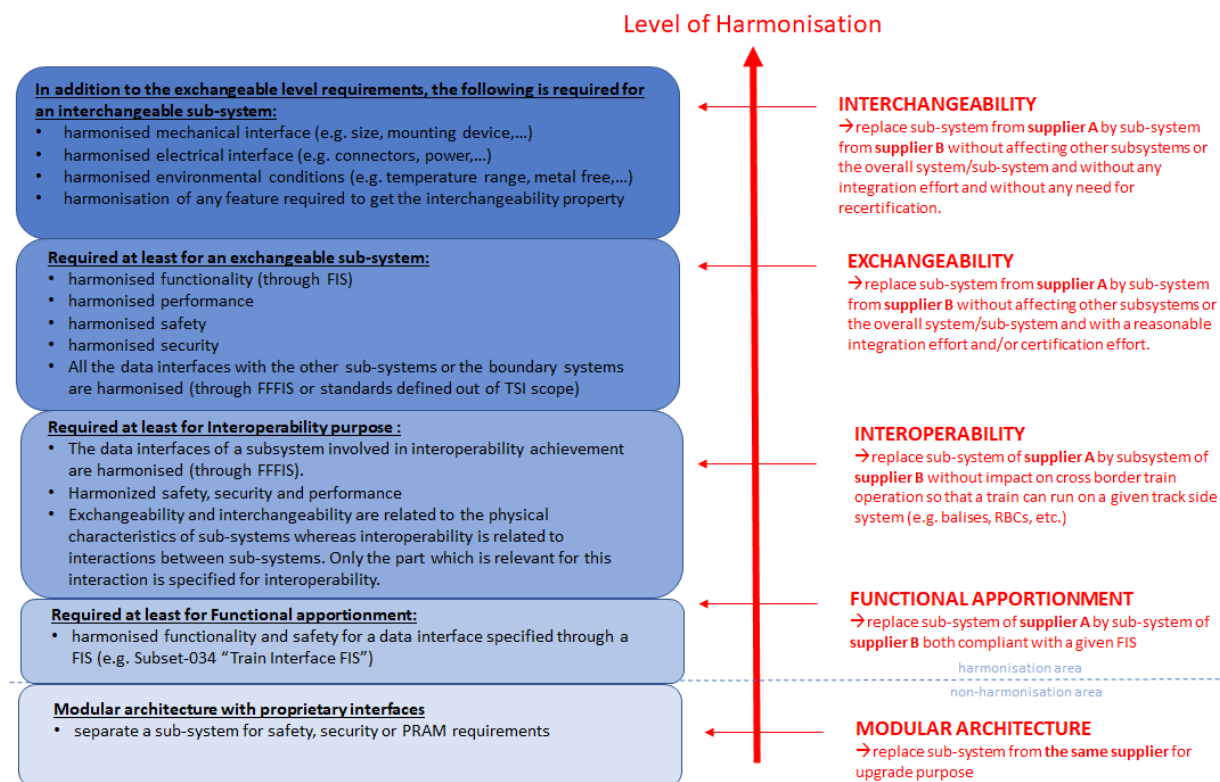 Level of Harmonisation
In addition to the exchangeable level requirements, the following is required for
an interchangeable sub-system:
• harmonised mechanical interface (e.g. size, mounting device,…)
• harmonised electrical interface (e.g. connectors, power,…)
• harmonised environmental conditions (e.g. temperature range, metal free,…)
• harmonisation of any feature required to get the interchangeability property
INTERCHANGEABILITY
→replace sub-system from supplier A by sub-system
from supplier B without affecting other subsystems or
the overall system/sub-system and without any
integration effort and without any need for
recertification.
Required at least for an exchangeable sub-system:
• harmonised functionality (through FIS)
• harmonised performance
• harmonised safety
• harmonised security
• All the data interfaces with the other sub-systems or the boundary systems
are harmonised (through FFFIS or standards defined out of TSI scope)
EXCHANGEABILITY
→replace sub-system from supplier A by sub-system
from supplier B without affecting other subsystems or
the overall system/sub-system and with a reasonable
integration effort and/or certification effort.
Required at least for Interoperability purpose :
• The data interfaces of a subsystem involved in interoperability achievement
are harmonised (through FFFIS).
• Harmonized safety, security and performance
• Exchangeability and interchangeability are related to the physical
characteristics of sub-systems whereas interoperability is related to
interactions between sub-systems. Only the part which is relevant for this
interaction is specified for interoperability.
INTEROPERABILITY
→replace sub-system of supplier A by subsystem of
supplier B without impact on cross border train
operation so that a train can run on a given track side
system (e.g. balises, RBCs, etc.)
Required at least for Functional apportionment:
• harmonised functionality and safety for a data interface specified through a
FIS (e.g. Subset-034 “Train Interface FIS”)
FUNCTIONAL APPORTIONMENT
→replace sub-system of supplier A by sub-system of
supplier B both compliant with a given FIS
harmonisation area
non-harmonisation area
Modular architecture with proprietary interfaces
• separate a sub-system for safety, security or PRAM requirements
MODULAR ARCHITECTURE
→replace sub-system from the same supplier for
upgrade purpose